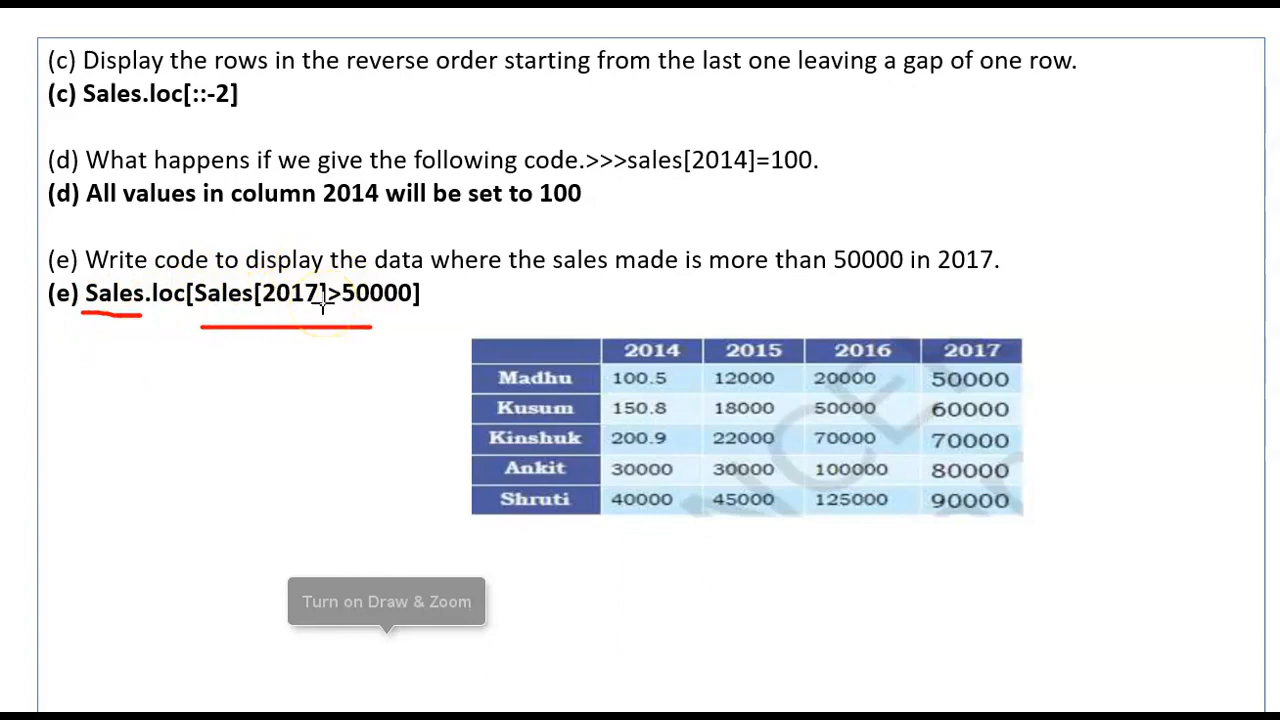 (c) Display the rows in the reverse order starting from the last one leaving a gap of one row.
(c) Sales.loc[::-2]
(d) What happens if we give the following code.>>>sales[2014]=100.
(d) All values in column 2014 will be set to 100
(e) Write code to display the data where the sales made is more than 50000 in 2017.
(e) Sales.loc[Sales[2017]>50000]
2014 2015 2016 2017
Madhu 100.5 12000 20000 50000
Kusum 150.8 18000 50000 60000
Kinshuk 200.9 22000 70000 70000
Ankit 30000 30000 100000 80000
Shruti 40000 45000 125000 90000
Turn on Draw & Zoom